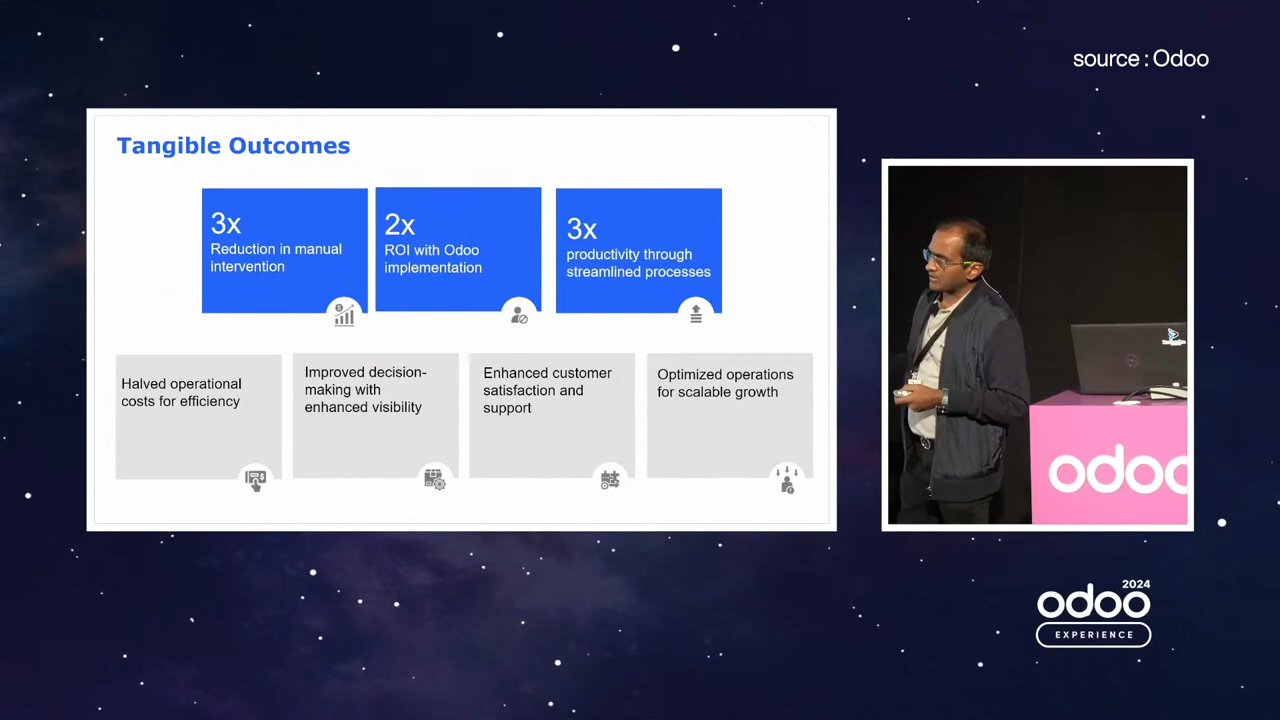 source : Odoo
Tangible Outcomes
3x
Reduction in manual
intervention
2x
ROI with Odoo
implementation
3x
productivity through
streamlined processes
Halved operational
costs for efficiency
Improved decision-
making with
enhanced visibility
Enhanced customer
satisfaction and
support
Optimized operations
for scalable growth
odoo
2024
odoo
EXPERIENCE